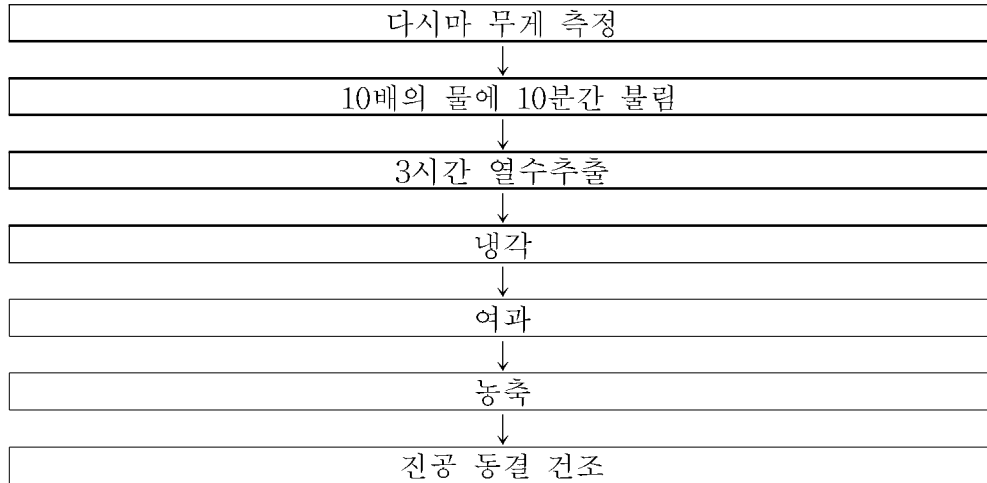 다시마 무게 측정
10배의 물에 10분간 불림
3시간 열수추출
냉각
여과
농축
진공 동결 건조